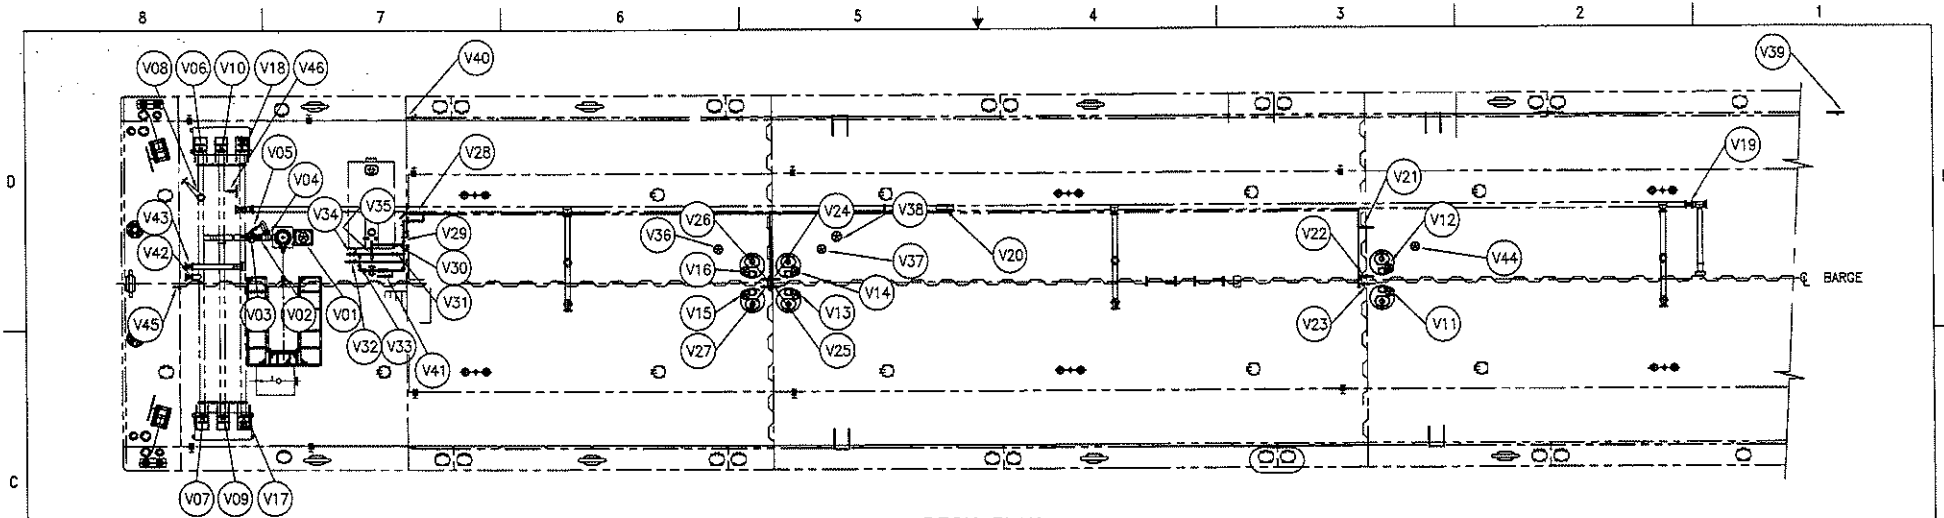 8 7 6 5 4 3 2 1
V08 V06 V10 V18 V46 V40 V39
D
V05 V28 V19
V04 V21
V43 V34 V35 V26 V24 V38 V12
V36 V29 V22 V44
V42 V30 V16 V37 V20
V14
BARGE
V45 V03 V02 V01 V31 V15 V13 V23 V11
V32 V33 V27 V25
V41
C
V07 V09 V17